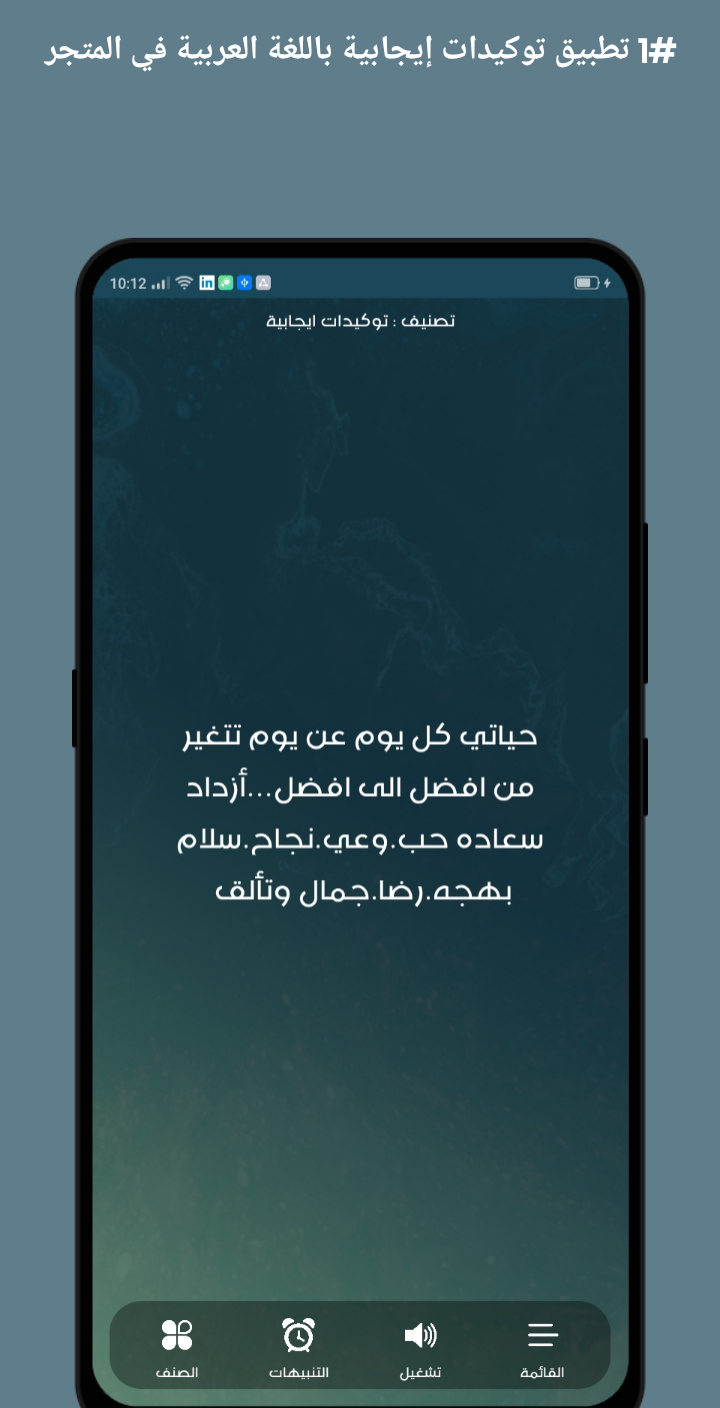 #1 تطبيق توكيدات إيجابية باللغة العربية في المتجر
10:12
in
تصنيف : توكيدات ايجابية
حياتي كل يوم عن يوم تتغير
من افضل الى افضل...أزداد
سعاده حب.وعي.نجاح.سلام
بهجه.رضا.جمال وتألق
القائمة
تشغيل
التنبيهات
الصنف